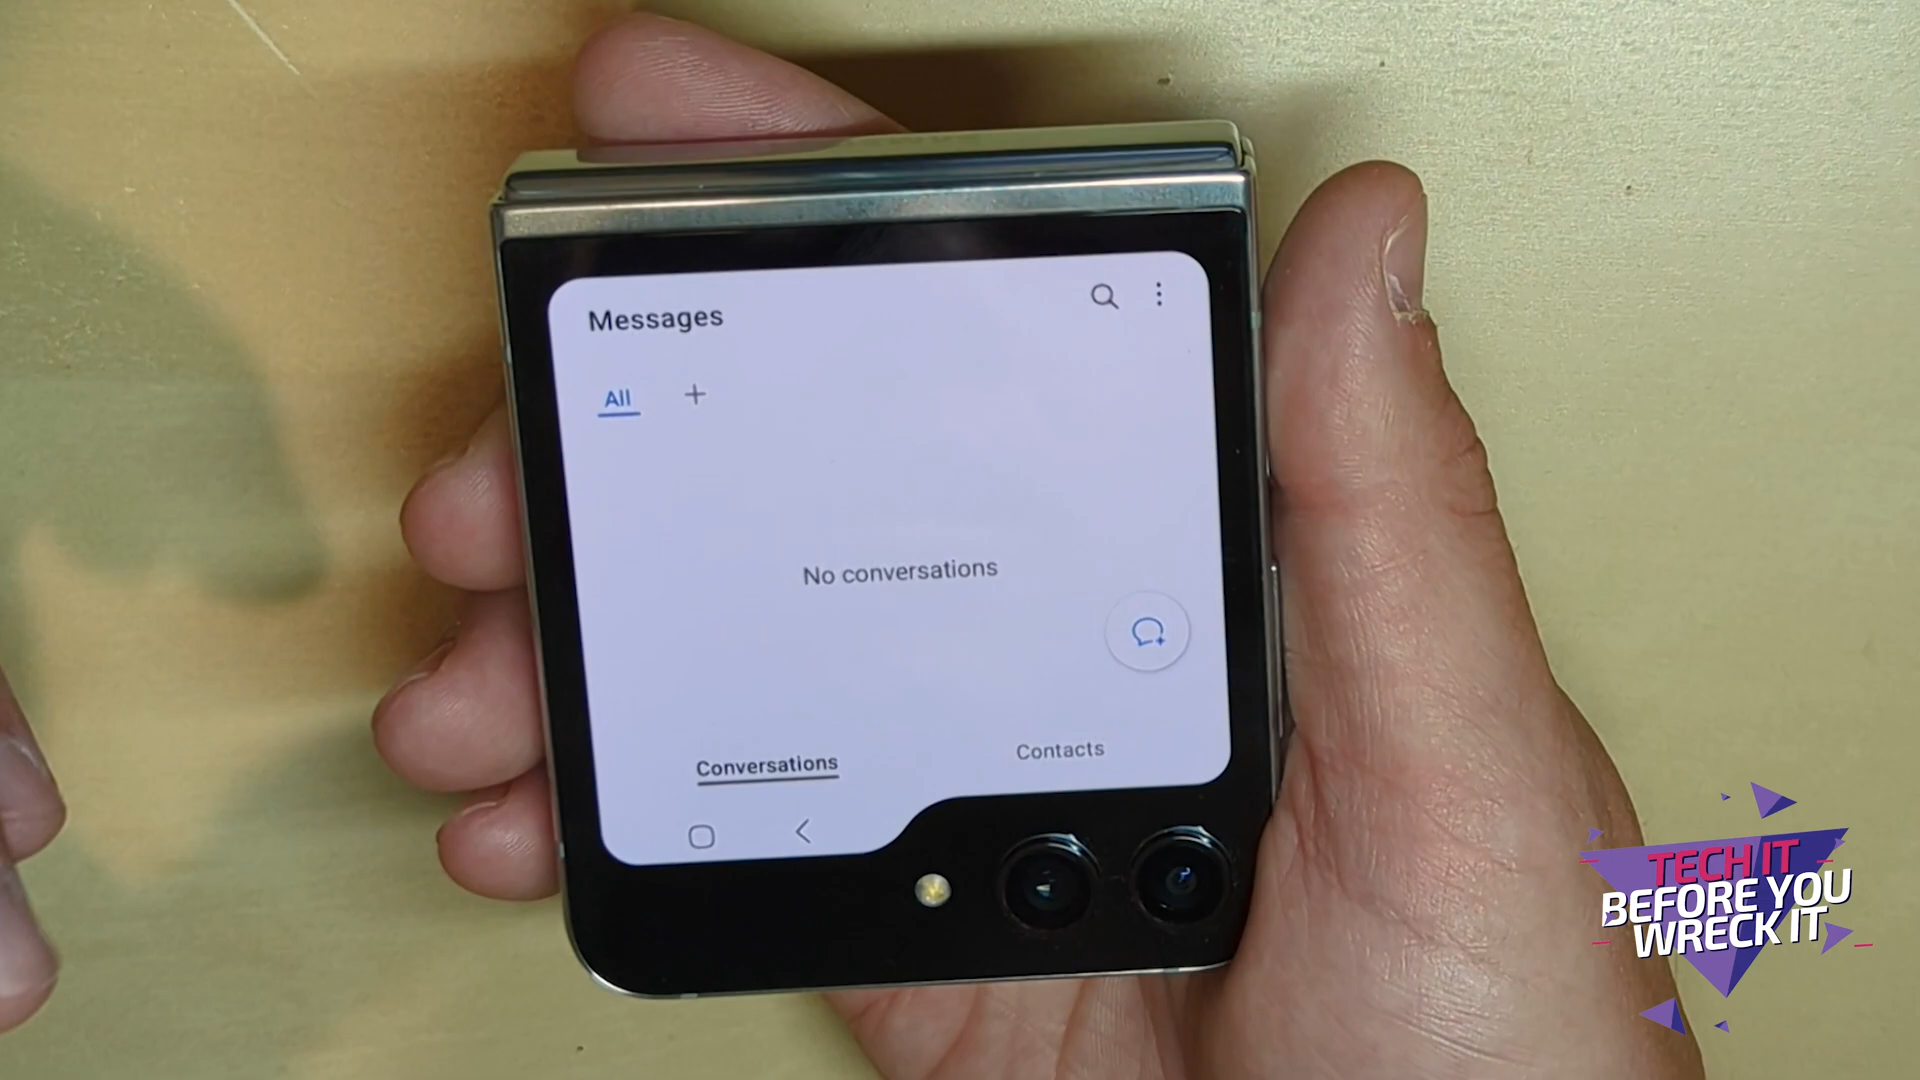 Messages
All
No conversations
Conversations
Contacts
TECH IT
BEFORE YOU
WRECK IT